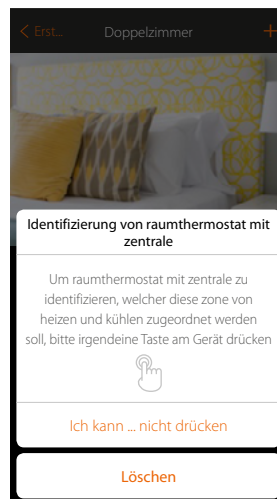 < Erst... Doppelzimmer +
Identifizierung von raumthermostat mit
zentrale
Um raumthermostat mit zentrale zu
identifizieren, welcher diese zone von
heizen und kühlen zugeordnet werden
soll, bitte irgendeine Taste am Gerät drücken
Ich kann ... nicht drücken
Löschen